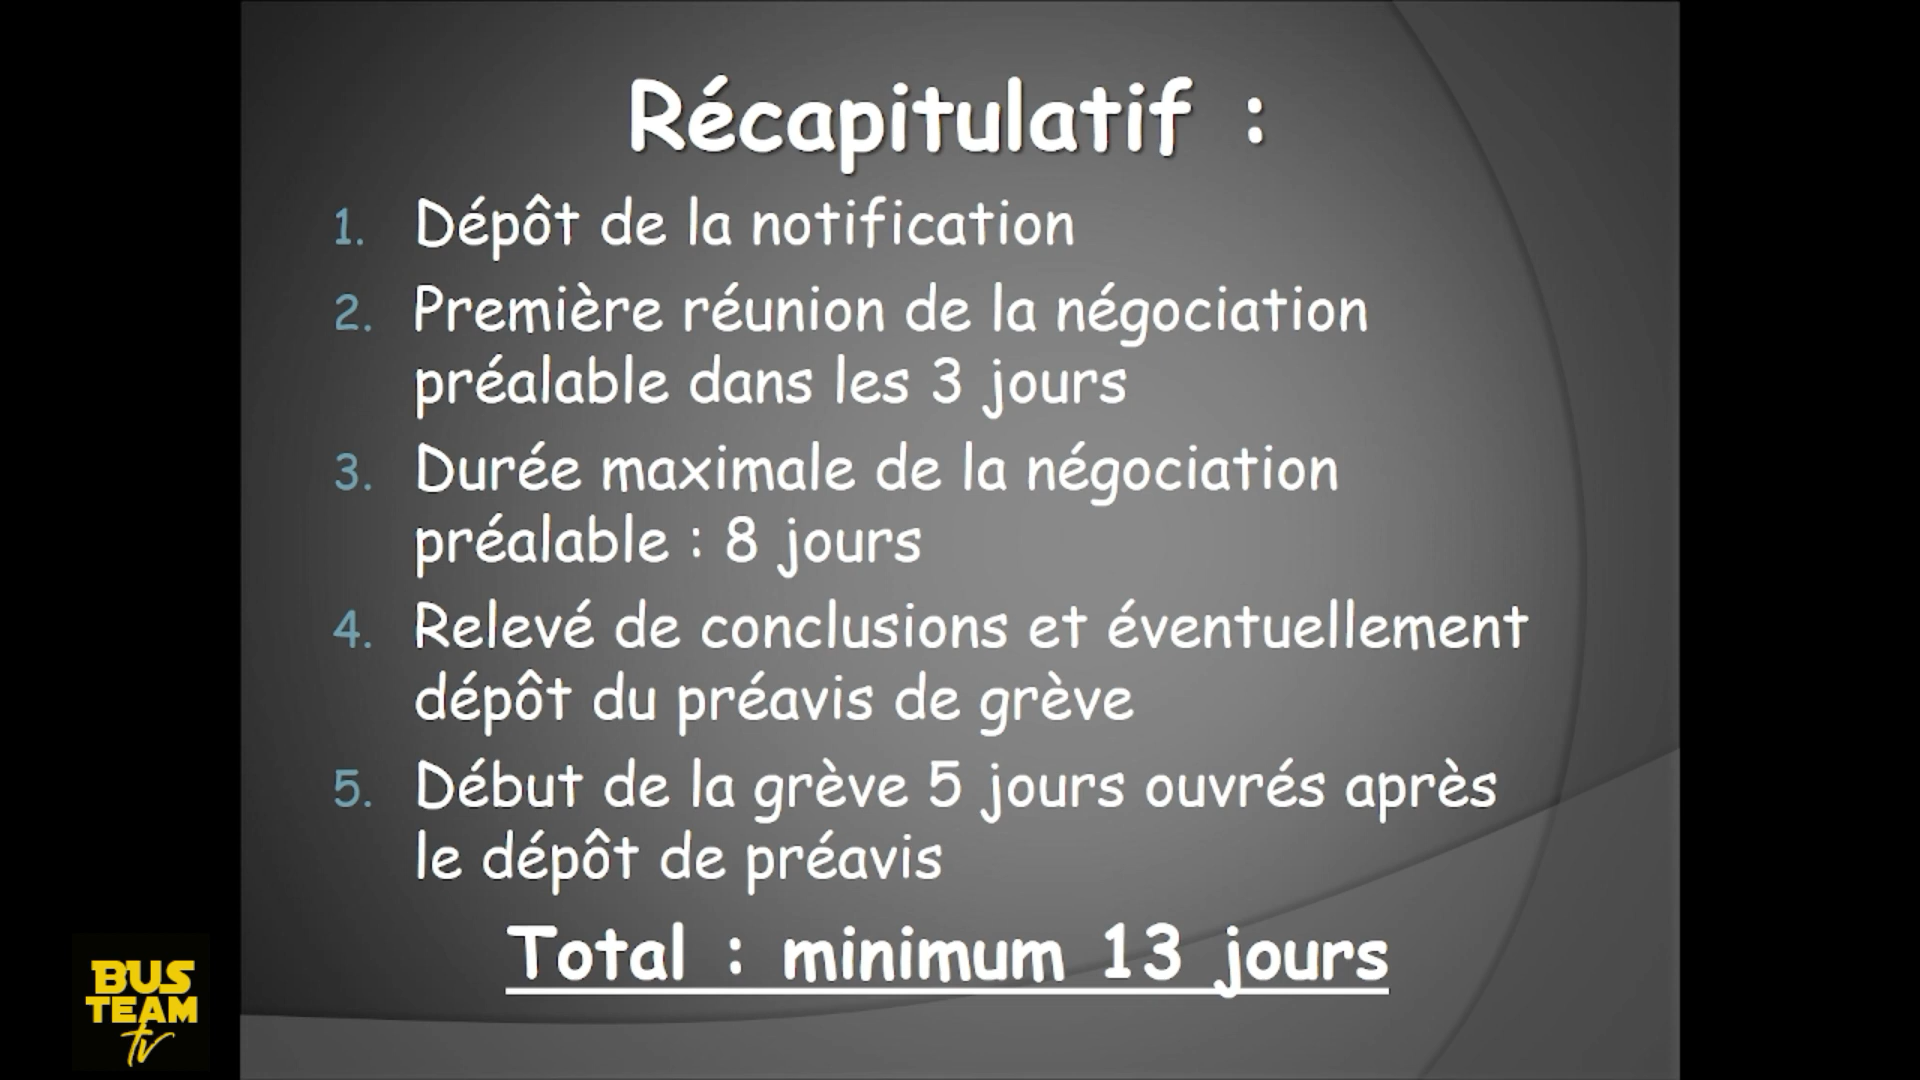 Récapitulatif :
1. Dépôt de la notification
2. Première réunion de la négociation
préalable dans les 3 jours
3. Durée maximale de la négociation
préalable : 8 jours
4. Relevé de conclusions et éventuellement
dépôt du préavis de grève
5. Début de la grève 5 jours ouvrés après
le dépôt de préavis
Total : minimum 13 jours
BUS
TEAM
tv